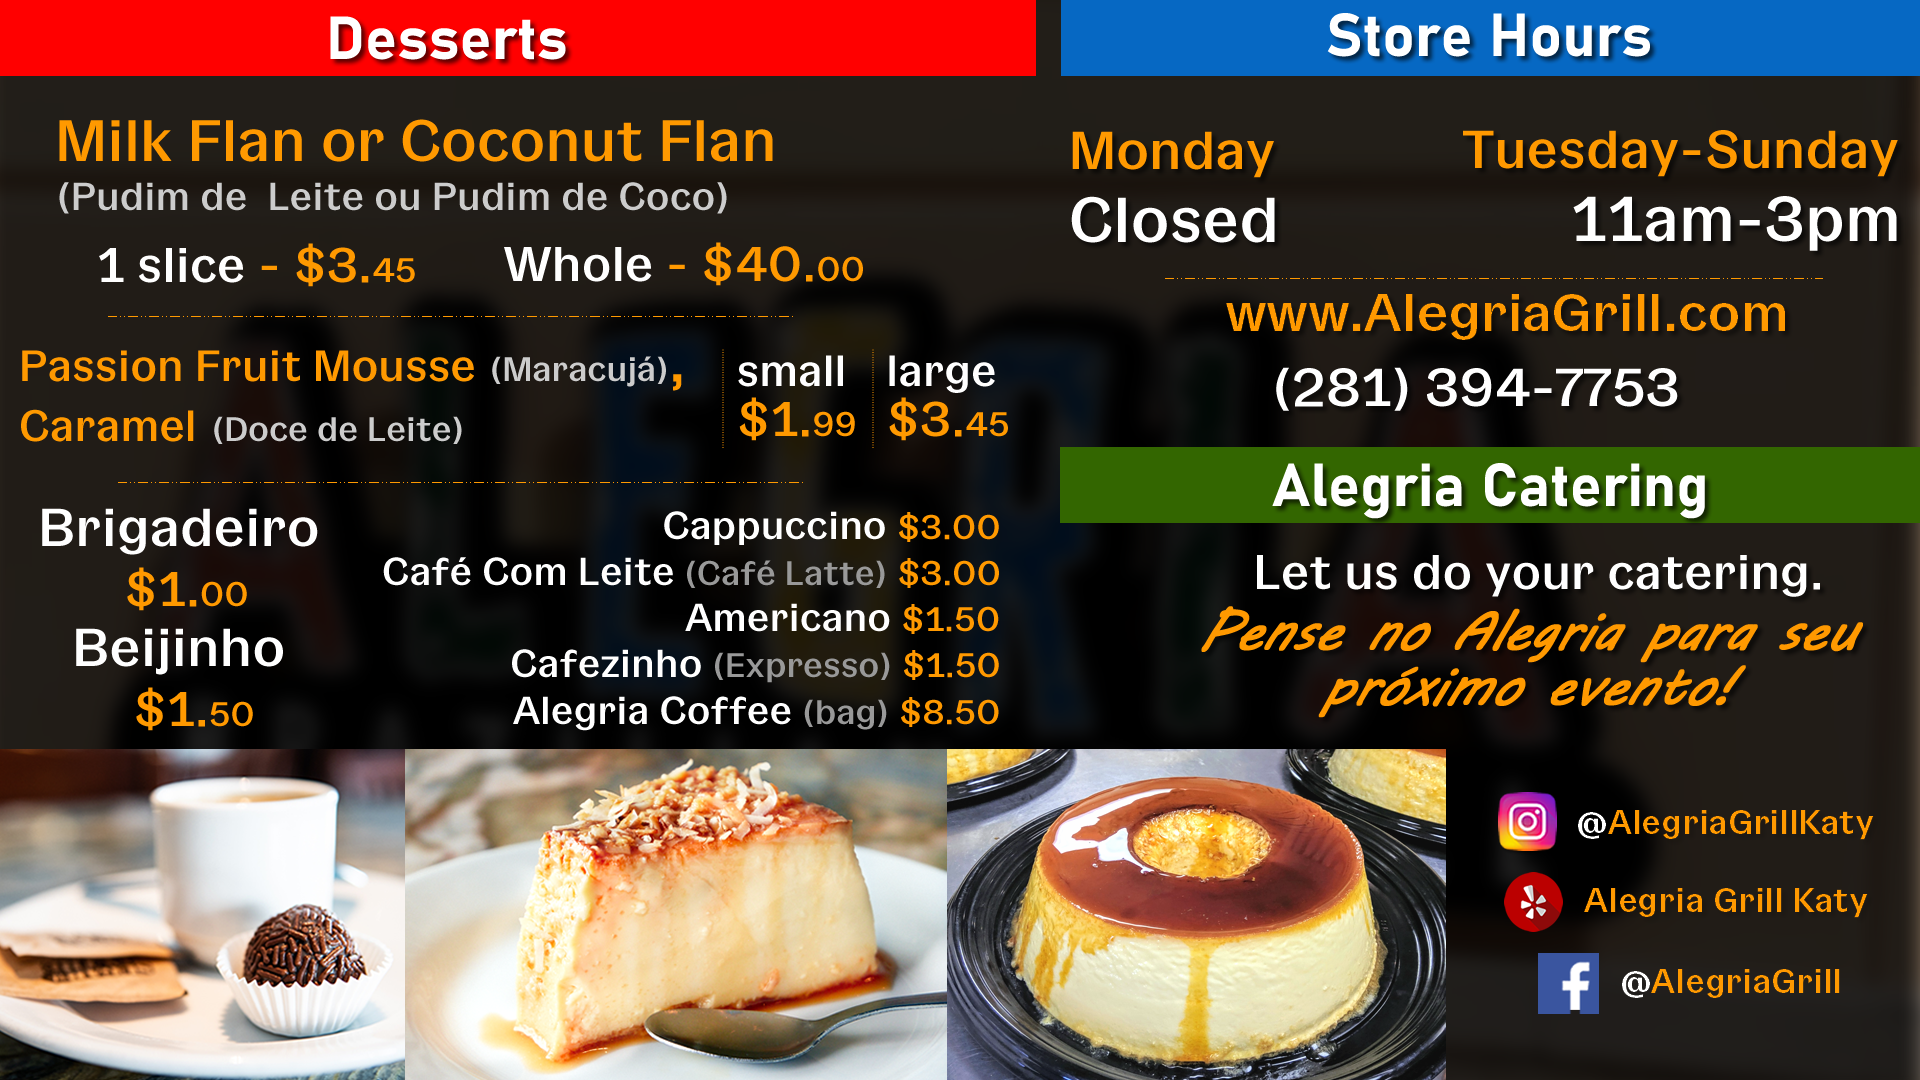 Desserts
Milk Flan or Coconut Flan
(Pudim de Leite ou Pudim de Coco)
1 slice - $3.45 Whole - $40.00
Passion Fruit Mousse (Maracujá),
Caramel (Doce de Leite)
small large
$1.99 $3.45
Brigadeiro
$1.00
Beijinho
$1.50
Cappuccino $3.00
Café Com Leite (Café Latte) $3.00
Americano $1.50
Cafezinho (Expresso) $1.50
Alegria Coffee (bag) $8.50
Store Hours
Monday Tuesday-Sunday
Closed 11am-3pm
www.AlegriaGrill.com
(281) 394-7753
Alegria Catering
Let us do your catering.
Pense no Alegria para seu
próximo evento!
@AlegriaGrillKaty
Alegria Grill Katy
@AlegriaGrill